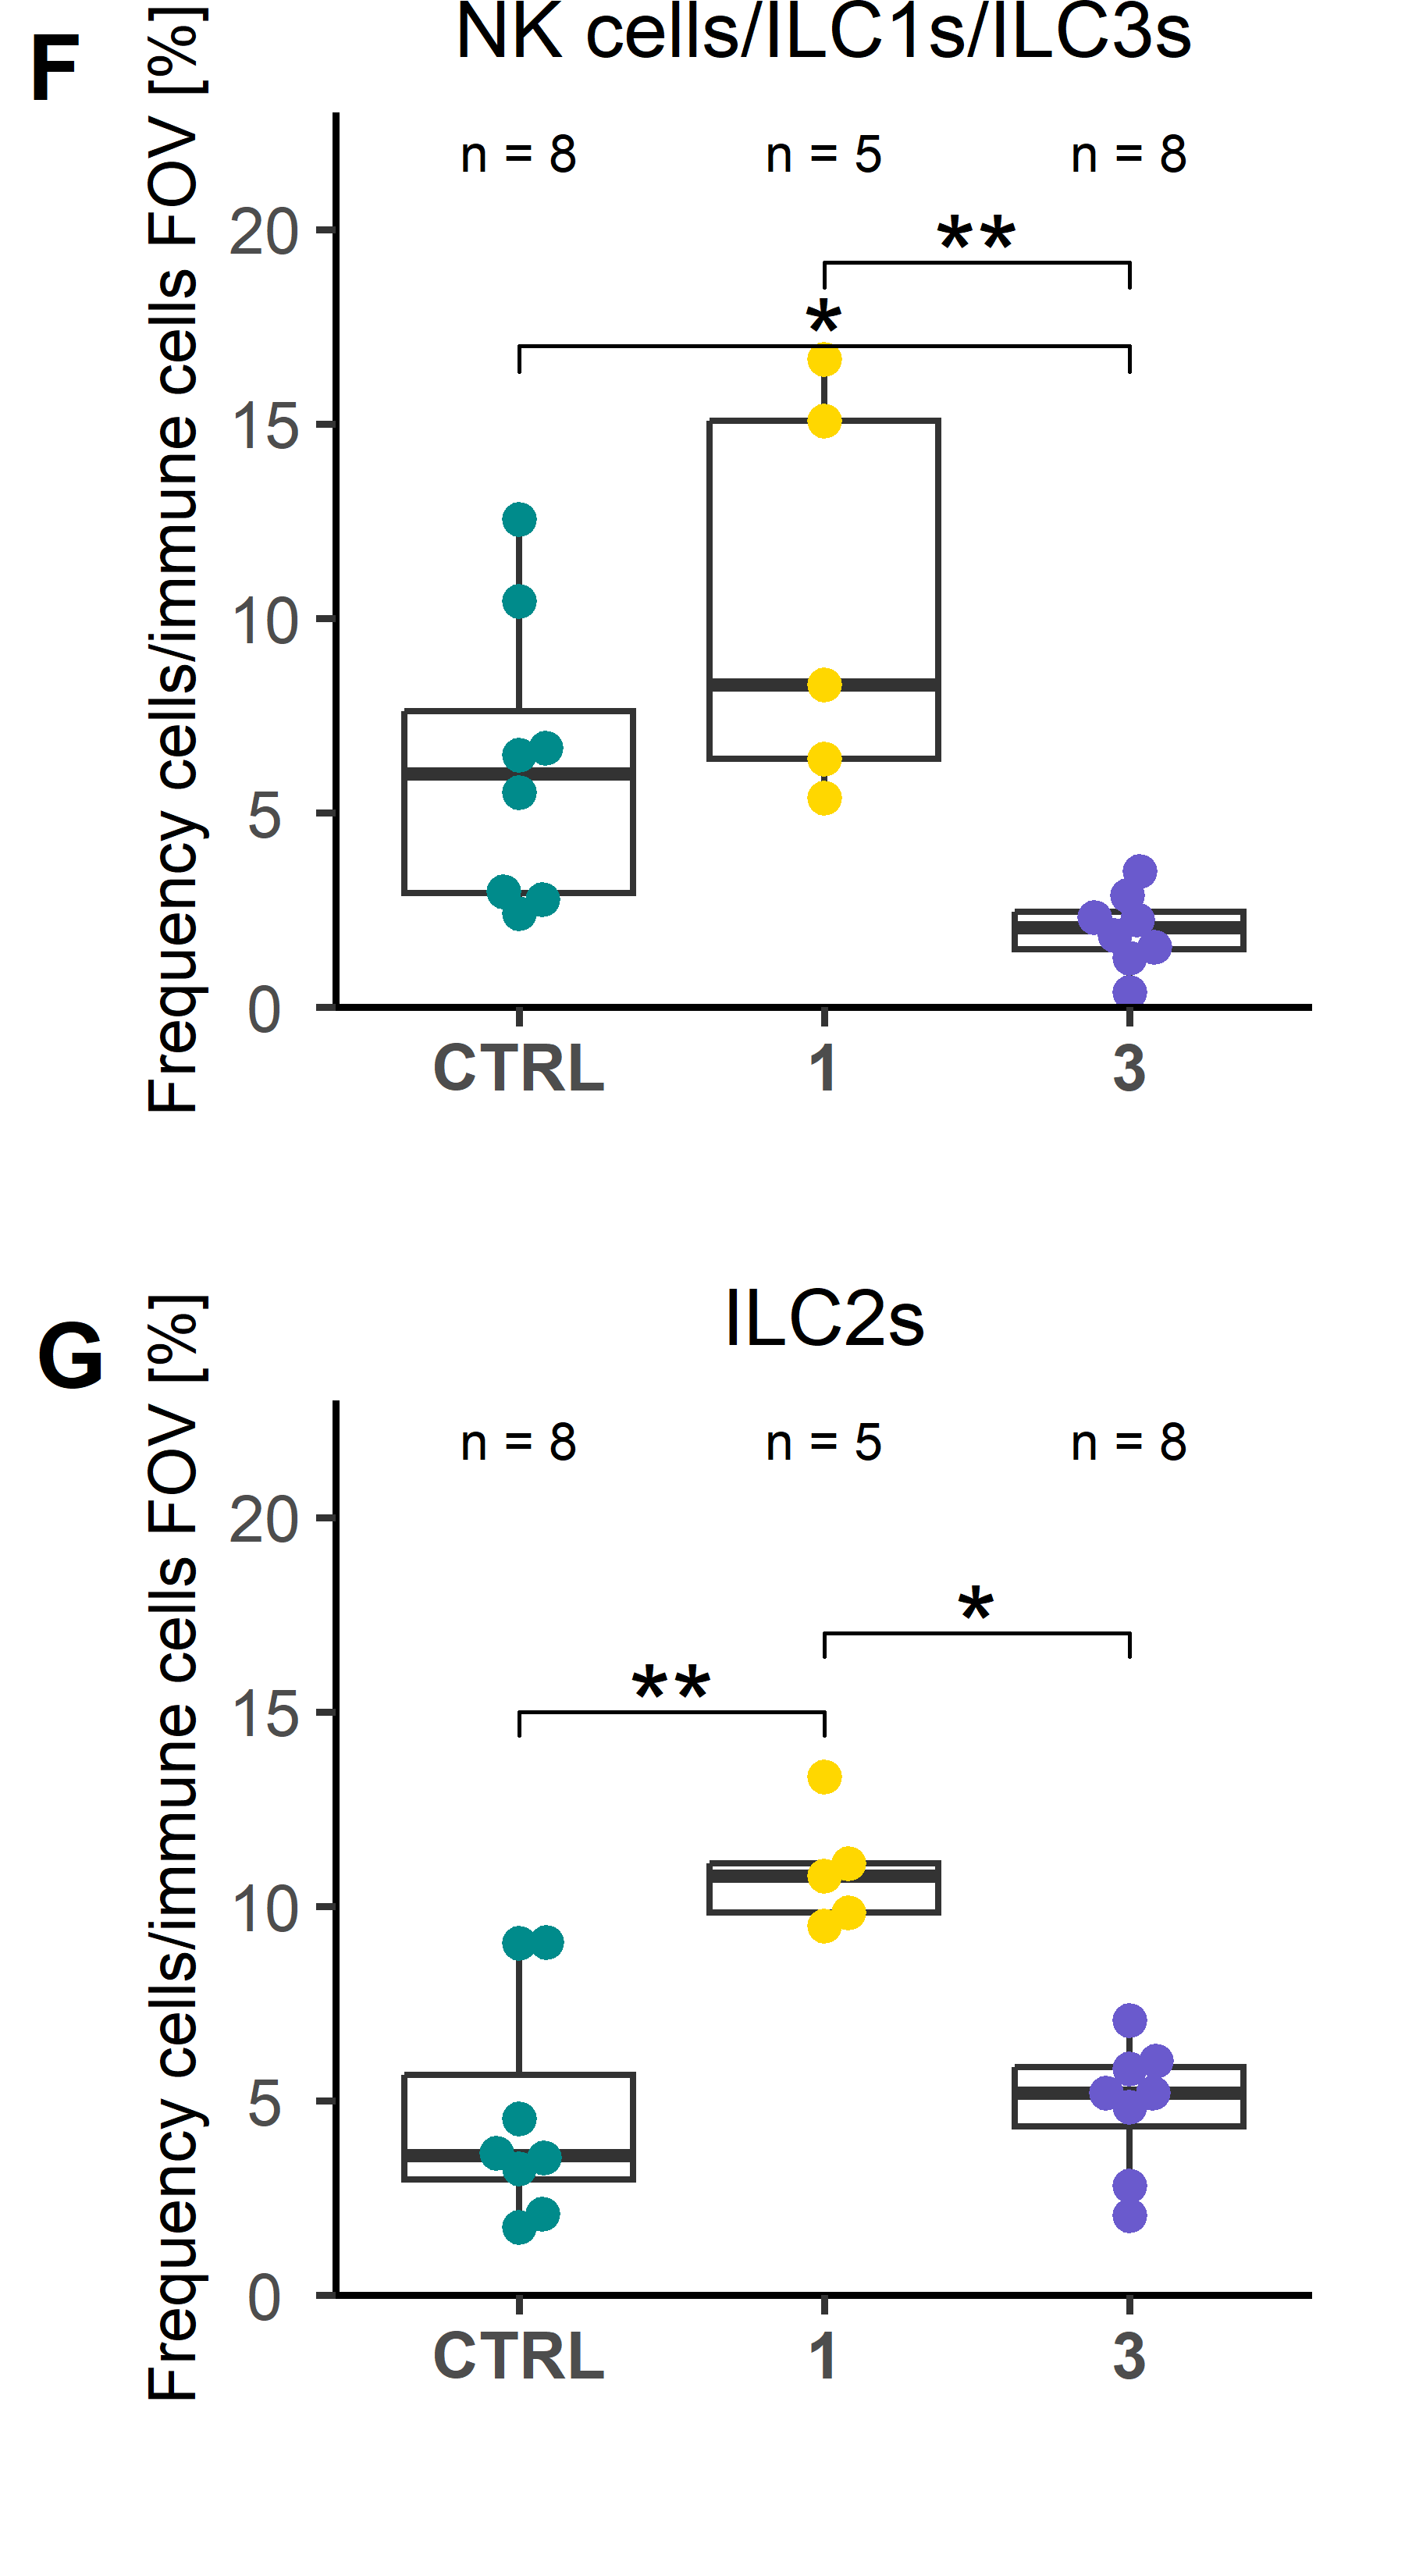 F
NK cells/ILC1s/ILC3s
Frequency cells/immune cells FOV [%]
n = 8
n = 5
n = 8
20
15
10
5
0
**
*
CTRL
1
3
G
ILC2s
Frequency cells/immune cells FOV [%]
n = 8
n = 5
n = 8
20
15
10
5
0
*
**
CTRL
1
3